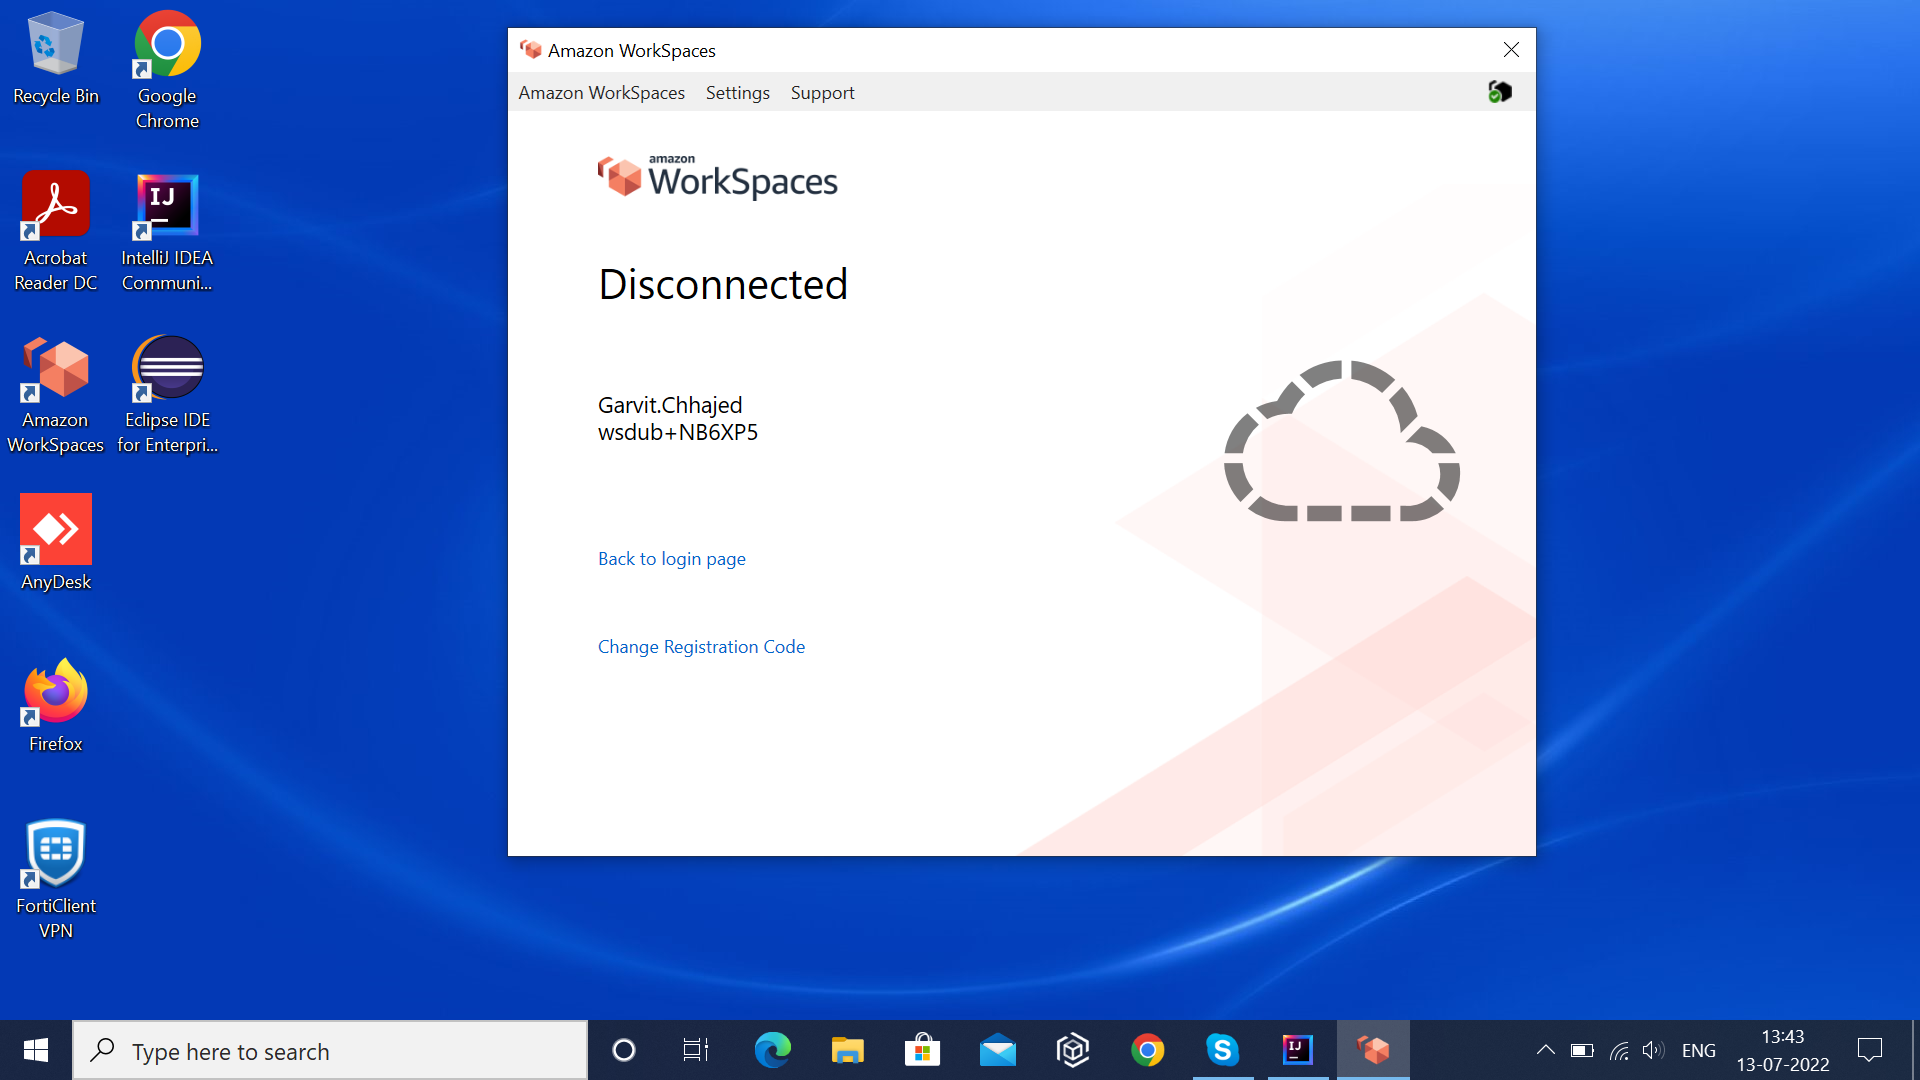 Recycle Bin
Google
Chrome
Acrobat
Reader DC
IJ
IntelliJ IDEA
Communi...
Amazon
WorkSpaces
Eclipse IDE
for Enterpri...
AnyDesk
Firefox
FortiClient
VPN
Amazon WorkSpaces
Amazon WorkSpaces
Settings
Support
amazon
WorkSpaces
Disconnected
Garvit.Chhajed
wsdub+NB6XP5
Back to login page
Change Registration Code
Type here to search
S
IJ
ENG
13:43
13-07-2022